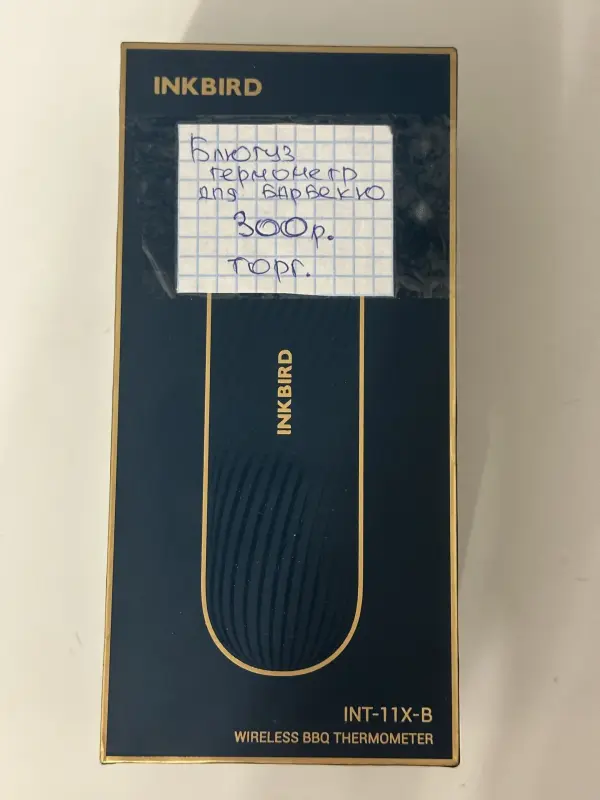 INKBIRD
Блютуз
термометр
для барбекю
300р.
торг.
INKBIRD
INT-11X-B
WIRELESS BBQ THERMOMETER